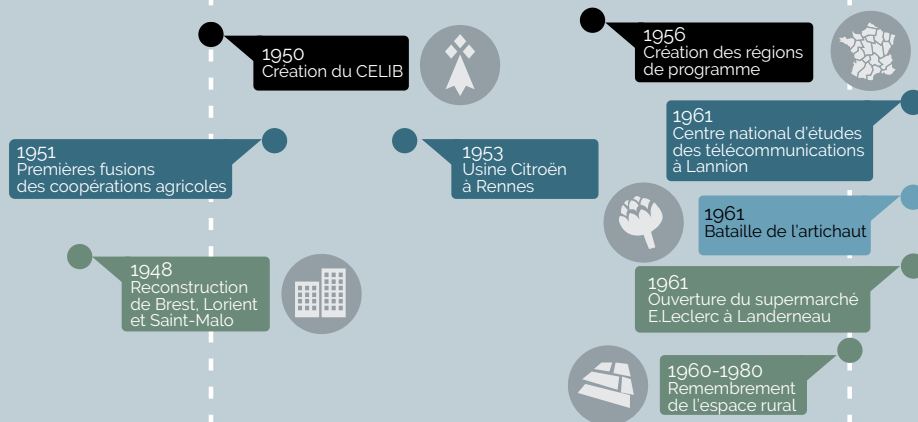 1950
Création du CELIB
1956
Création des régions
de programme
1951
Premières fusions
des coopérations agricoles
1953
Usine Citroën
à Rennes
1961
Centre national d'études
des télécommunications
à Lannion
1961
Bataille de l'artichaut
1948
Reconstruction
de Brest, Lorient
et Saint-Malo
1961
Ouverture du supermarché
E.Leclerc à Landerneau
1960-1980
Remembrement
de l'espace rural